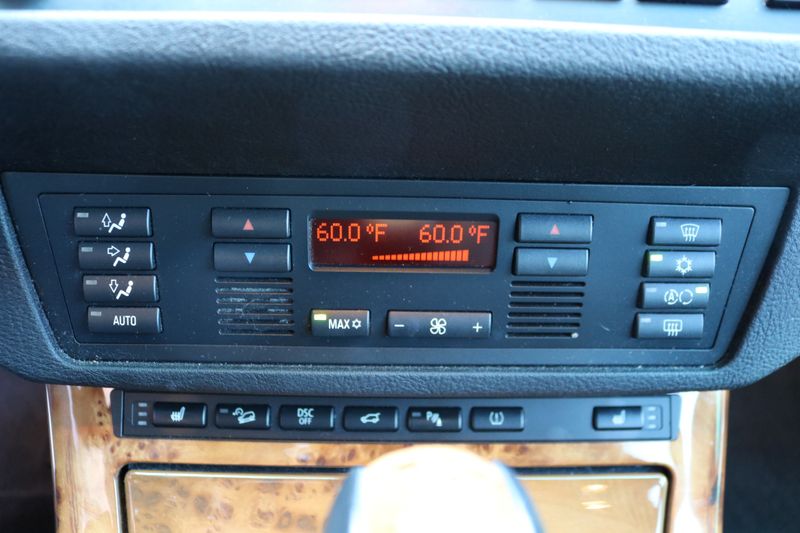 60.0 °F 60.0 °F
AUTO
MAX
- +
A
DSC
OFF
P